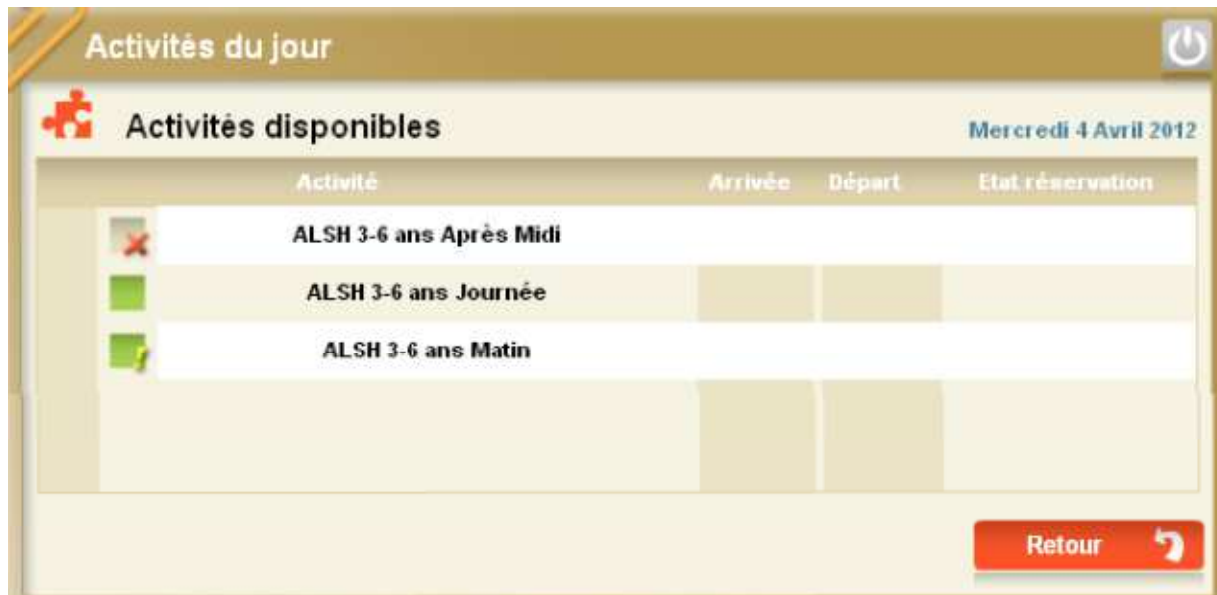 Activités du jour
Activités disponibles
Mercredi 4 Avril 2012
Activité Arrivée Départ Etat réservation
ALSH 3-6 ans Après Midi
ALSH 3-6 ans Journée
ALSH 3-6 ans Matin
Retour